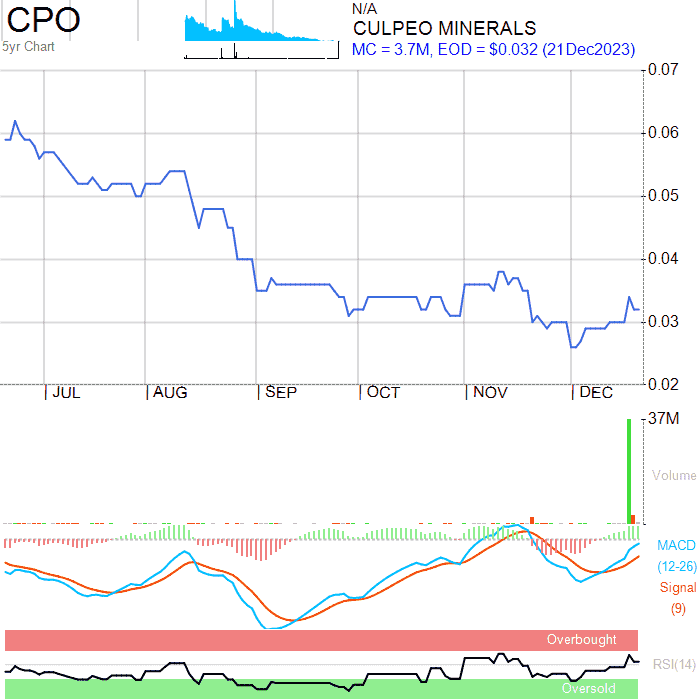 CPO
5yr Chart
N/A
CULPEO MINERALS
MC = 3.7M, EOD = $0.032 (21Dec2023)
0.07
0.06
0.05
0.04
0.03
0.02
JUL AUG SEP OCT NOV DEC
37M
Volume
MACD
(12-26)
Signal
(9)
Overbought
RSI(14)
Oversold